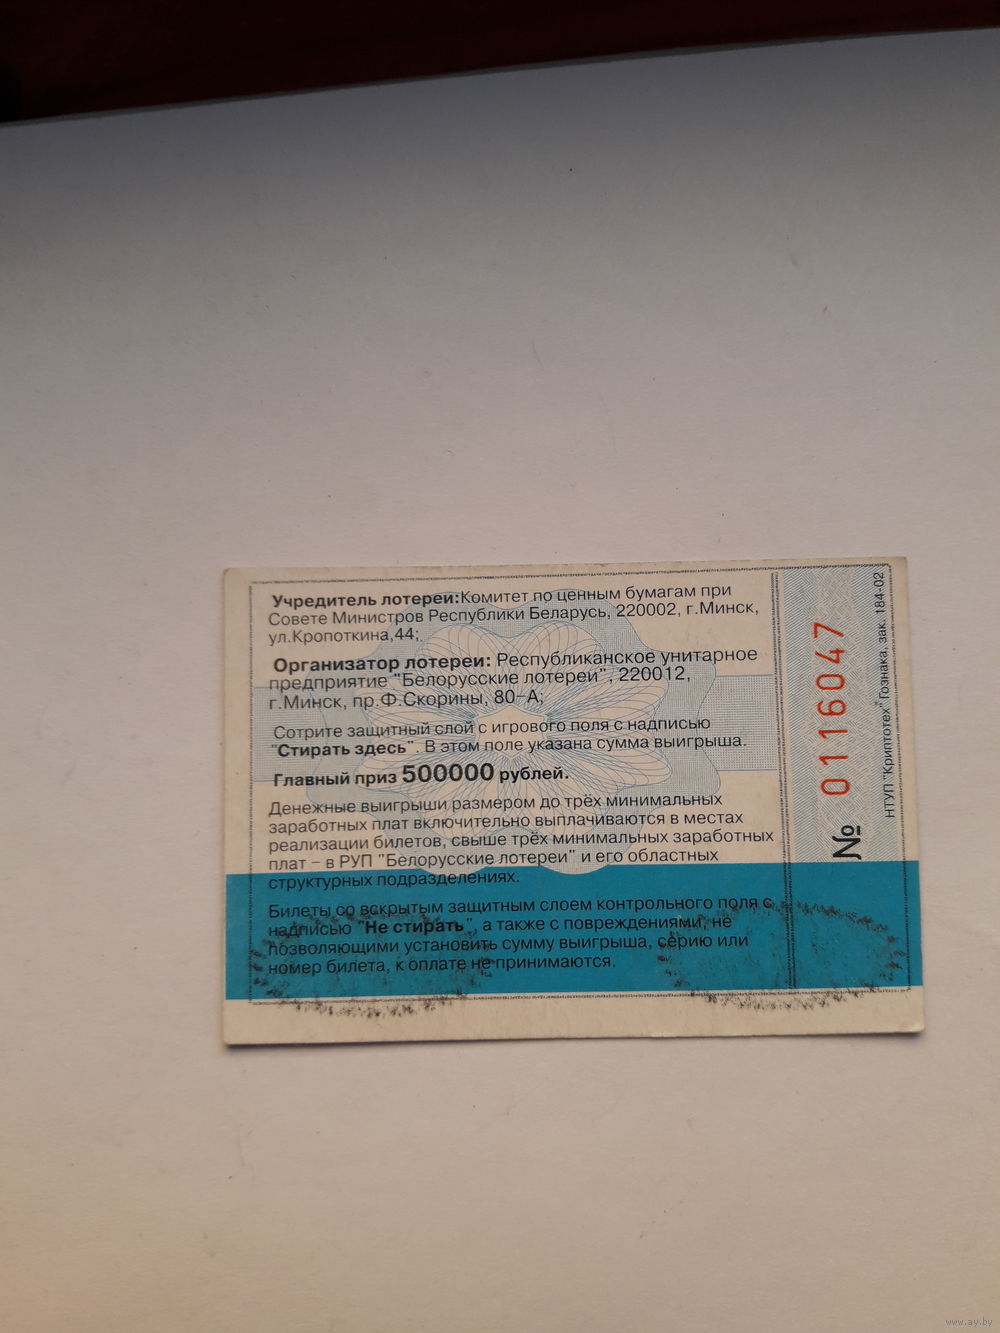 Учредитель лотереи:Комитет по ценным бумагам при
Совете Министров Республики Беларусь, 220002, г.Минск,
ул.Кропоткина,44;
Организатор лотереи: Республиканское унитарное
предприятие "Белорусские лотереи", 220012,
г.Минск, пр.Ф.Скорины, 80-А;
Сотрите защитный слой с игрового поля с надписью
"Стирать здесь". В этом поле указана сумма выигрыша.
Главный приз 500000 рублей.
Денежные выигрыши размером до трёх минимальных
заработных плат включительно выплачиваются в местах
реализации билетов, свыше трёх минимальных заработных
плат – в РУП "Белорусские лотереи" и его областных
структурных подразделениях.
Билеты со вскрытым защитным слоем контрольного поля с
надписью "Не стирать", а также с повреждениями, не
позволяющими установить сумму выигрыша, серию или
номер билета, к оплате не принимаются.
№ 0116047
НТУП "Криптотех" Гознака, зак. 184-02
www.ay.by